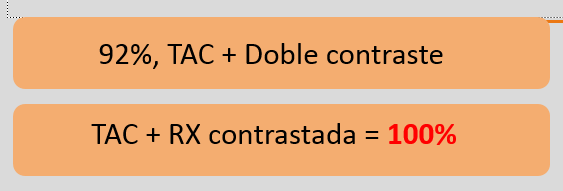 92%, TAC + Doble contraste
TAC + RX contrastada = 100%